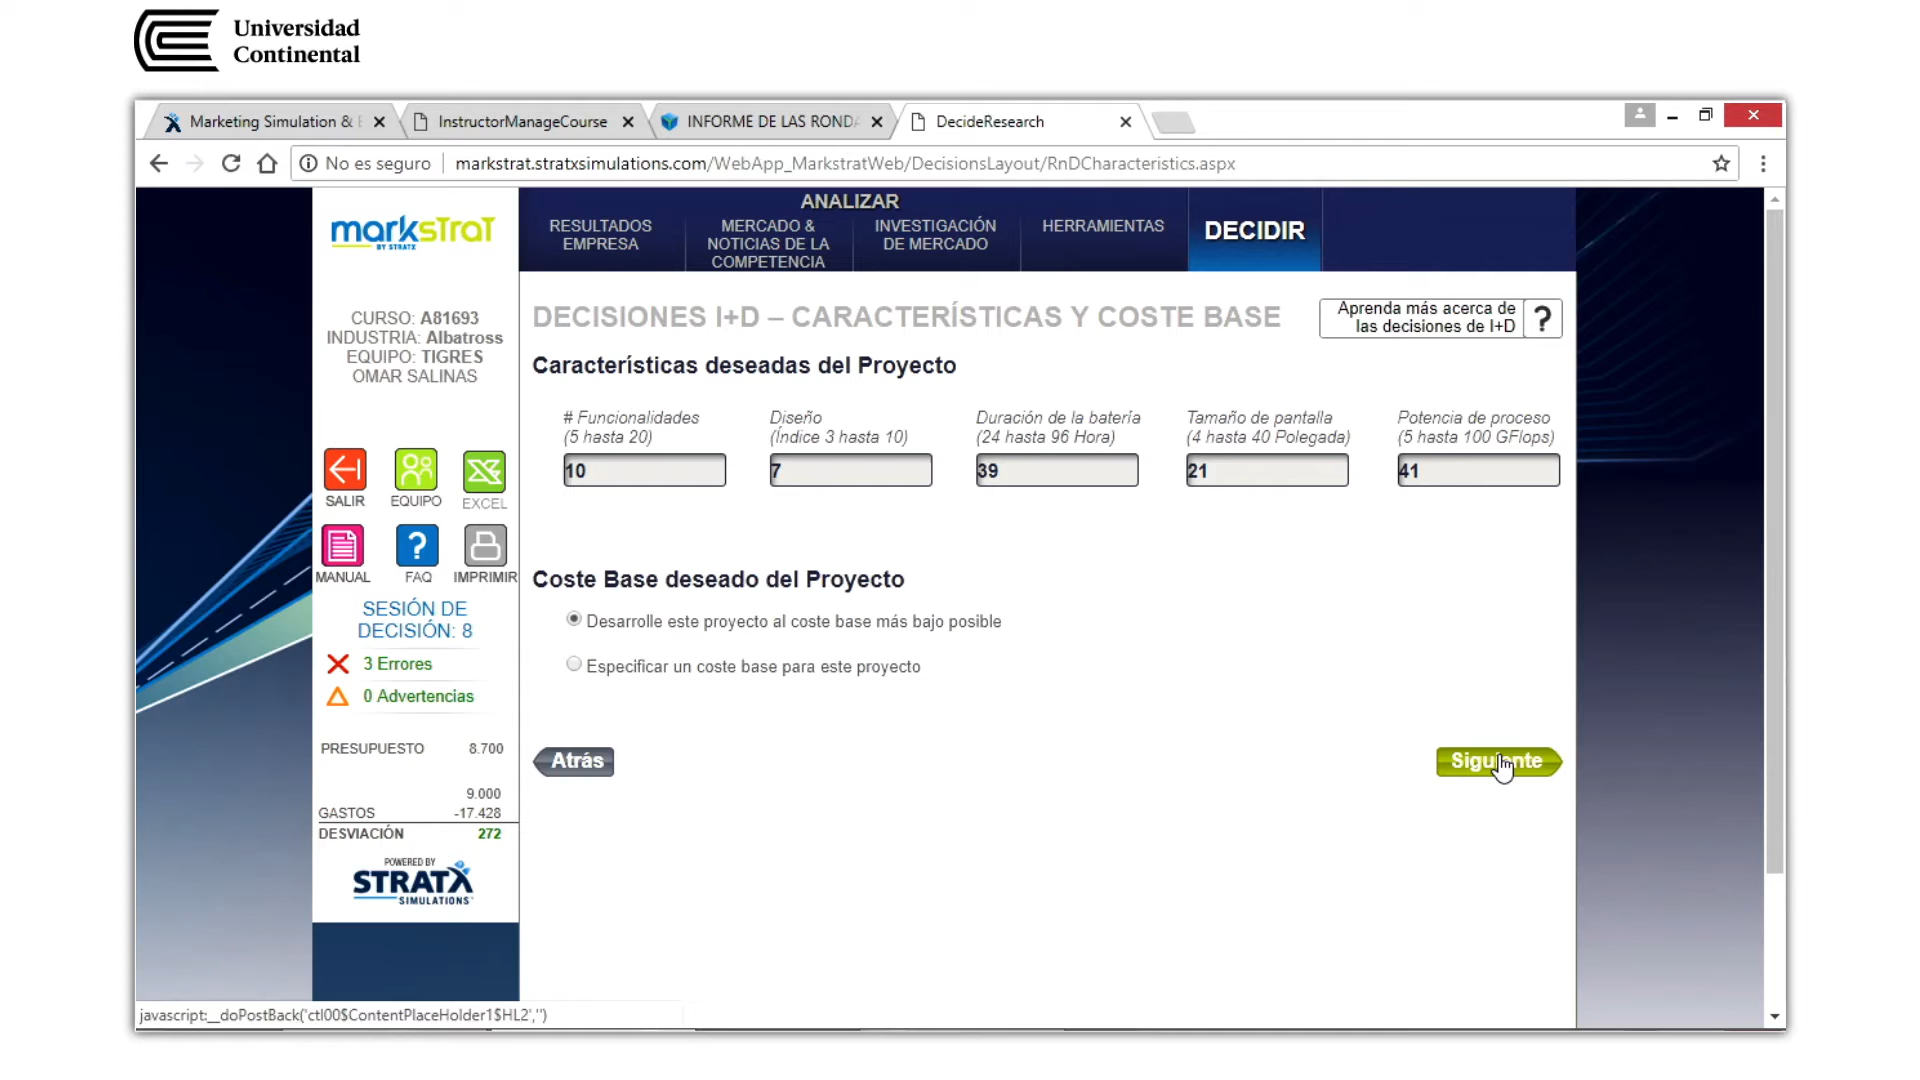 Universidad
Continental
Marketing Simulation & E
InstructorManageCourse
INFORME DE LAS RONDA
DecideResearch
No es seguro
markstrat.stratxsimulations.com/WebApp_MarkstratWeb/DecisionsLayout/RnDCharacteristics.aspx
markstrat
BY STRATX
ANALIZAR
RESULTADOS
EMPRESA
MERCADO &
NOTICIAS DE LA
COMPETENCIA
INVESTIGACIÓN
DE MERCADO
HERRAMIENTAS
DECIDIR
CURSO: A81693
INDUSTRIA: Albatross
EQUIPO: TIGRES
OMAR SALINAS
SALIR
EQUIPO
EXCEL
MANUAL
FAQ
IMPRIMIR
SESIÓN DE
DECISIÓN: 8
3 Errores
0 Advertencias
PRESUPUESTO 8.700
9.000
GASTOS -17.428
DESVIACIÓN 272
POWERED BY
STRATX
SIMULATIONS
DECISIONES I+D – CARACTERÍSTICAS Y COSTE BASE
Aprenda más acerca de
las decisiones de I+D
?
Características deseadas del Proyecto
# Funcionalidades
(5 hasta 20)
10
Diseño
(Índice 3 hasta 10)
7
Duración de la batería
(24 hasta 96 Hora)
39
Tamaño de pantalla
(4 hasta 40 Polegada)
21
Potencia de proceso
(5 hasta 100 GFlops)
41
Coste Base deseado del Proyecto
Desarrolle este proyecto al coste base más bajo posible
Especificar un coste base para este proyecto
Atrás
Siguiente
javascript:__doPostBack('ctl00$ContentPlaceHolder1$HL2','')